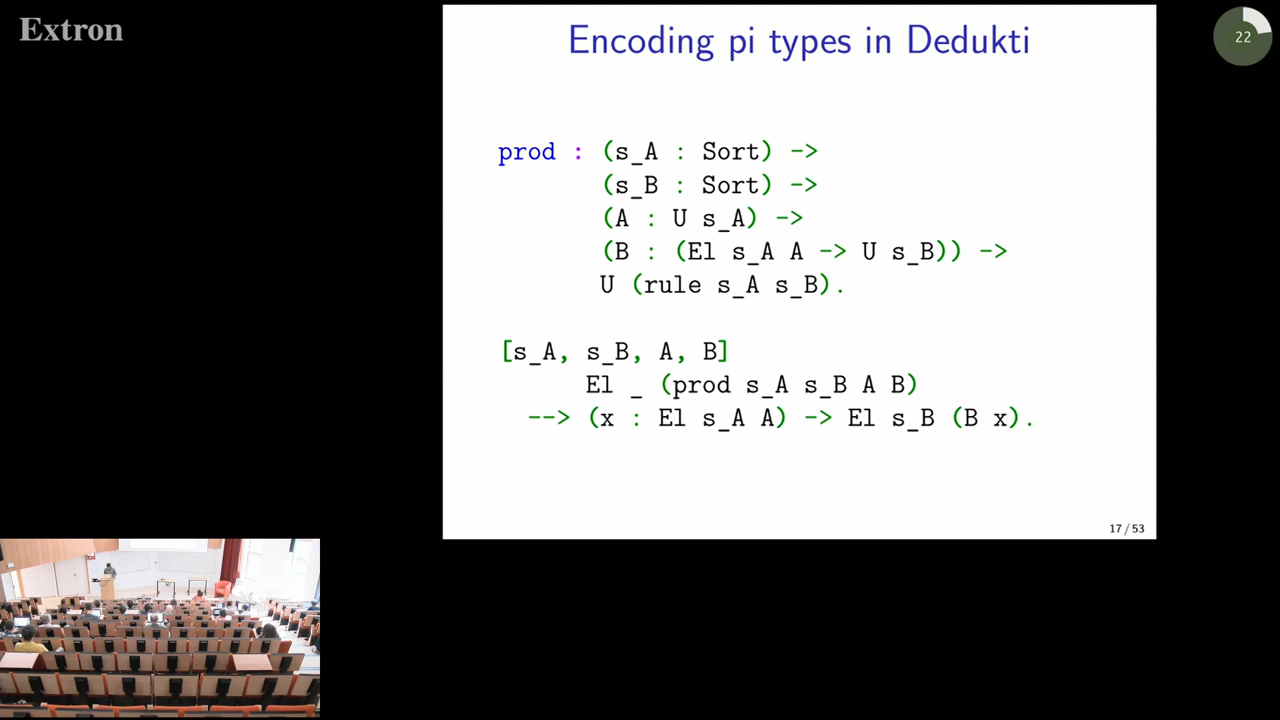 Extron
22
Encoding pi types in Dedukti
prod : (s_A : Sort) ->
(s_B : Sort) ->
(A : U s_A) ->
(B : (El s_A A -> U s_B)) ->
U (rule s_A s_B).
[s_A, s_B, A, B]
El _ (prod s_A s_B A B)
--> (x : El s_A A) -> El s_B (B x).
17 / 53